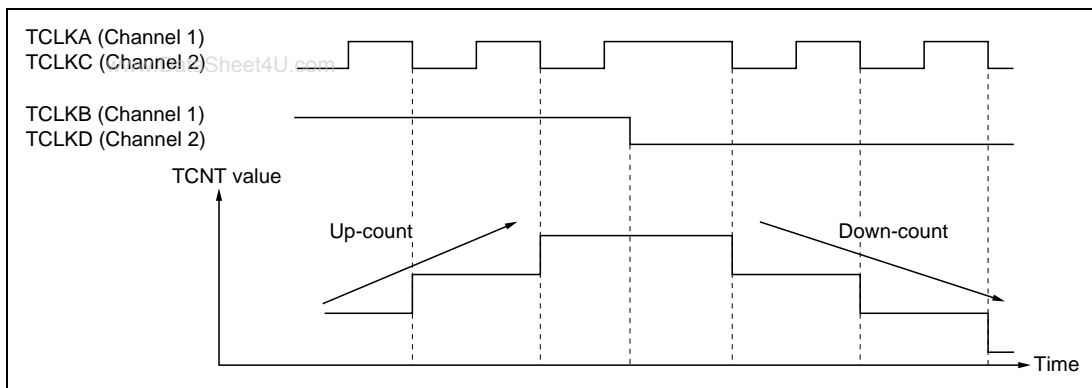 TCLKA (Channel 1)
TCLKC (Channel 2)
www.DataSheet4U.com
TCLKB (Channel 1)
TCLKD (Channel 2)
TCNT value
Up-count
Down-count
Time